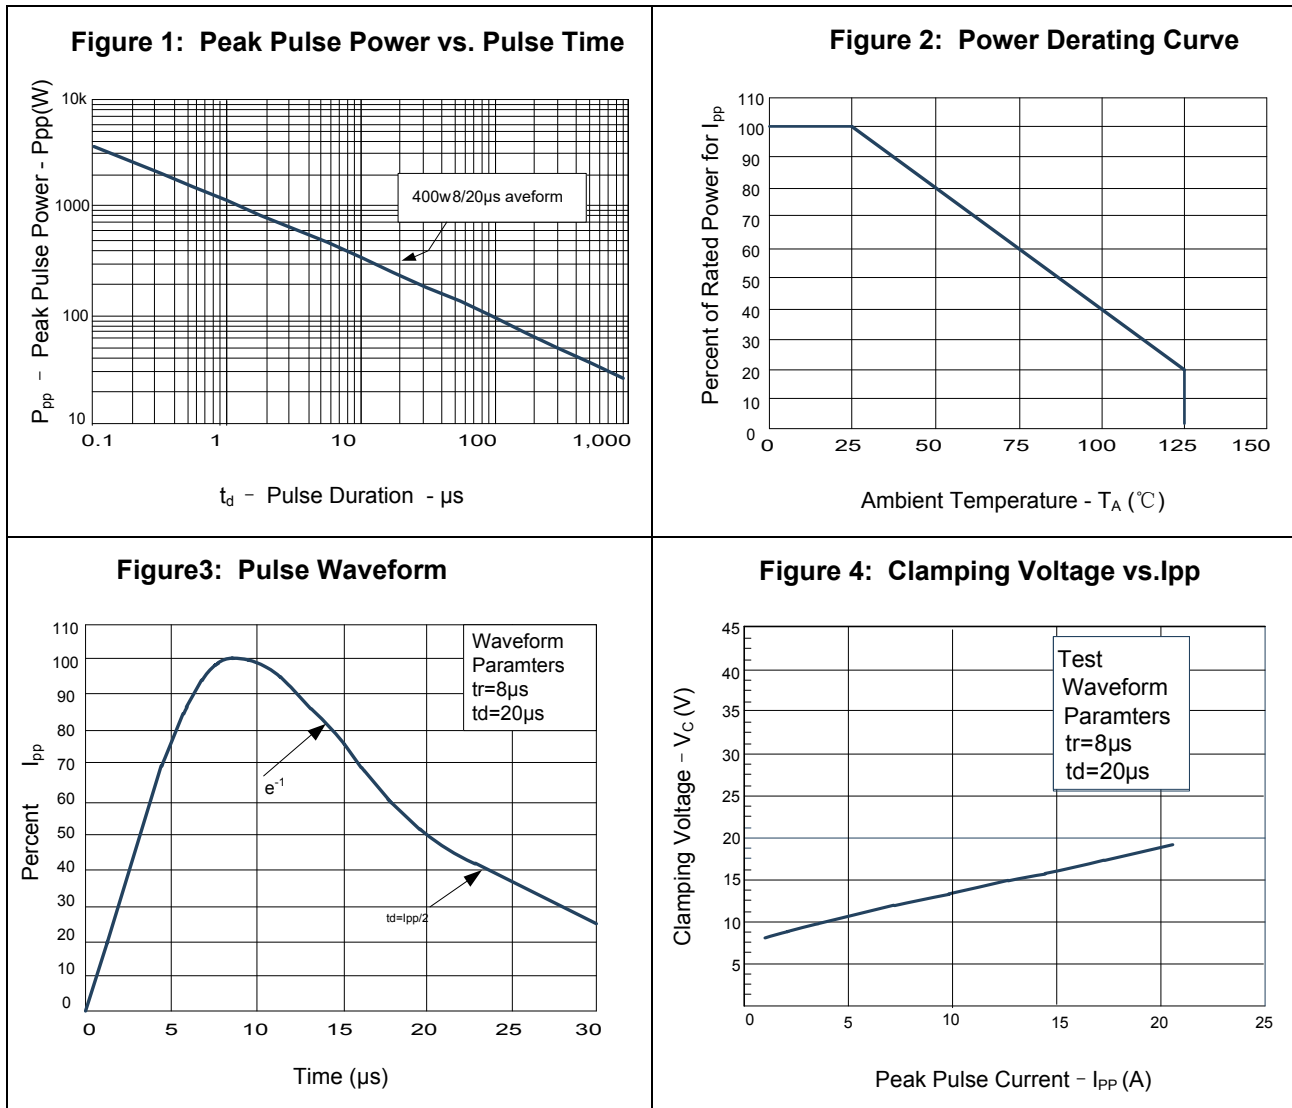 Figure 1: Peak Pulse Power vs. Pulse Time
Ppp – Peak Pulse Power - Ppp(W)
10k
1000
100
10
400w8/20µs aveform
0.1 1 10 100 1,000
td – Pulse Duration - µs
Figure 2: Power Derating Curve
Percent of Rated Power for Ipp
110
100
90
80
70
60
50
40
30
20
10
0
0 25 50 75 100 125 150
Ambient Temperature - TA (℃)
Figure3: Pulse Waveform
Percent Ipp
110
100
90
80
70
60
50
40
30
20
10
0
Waveform
Paramters
tr=8µs
td=20µs
e-1
td=Ipp/2
0 5 10 15 20 25 30
Time (µs)
Figure 4: Clamping Voltage vs.Ipp
Clamping Voltage – VC (V)
45
40
35
30
25
20
15
10
5
Test
Waveform
Paramters
tr=8µs
td=20µs
0 5 10 15 20 25
Peak Pulse Current – IPP (A)